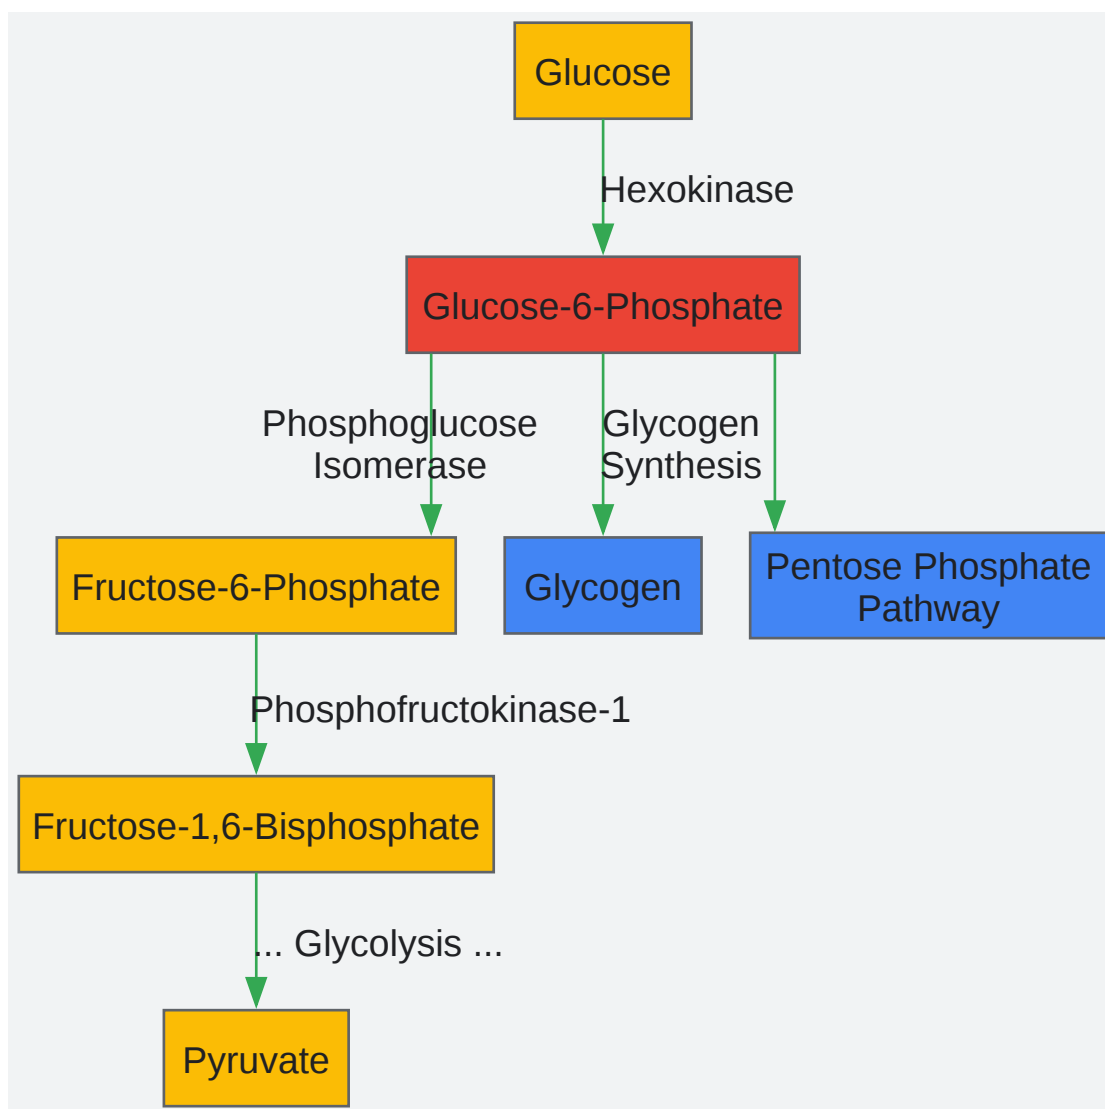 Glucose
Hexokinase
Glucose-6-Phosphate
Phosphoglucose
Isomerase
Glycogen
Synthesis
Fructose-6-Phosphate
Glycogen
Pentose Phosphate
Pathway
Phosphofructokinase-1
Fructose-1,6-Bisphosphate
... Glycolysis ...
Pyruvate